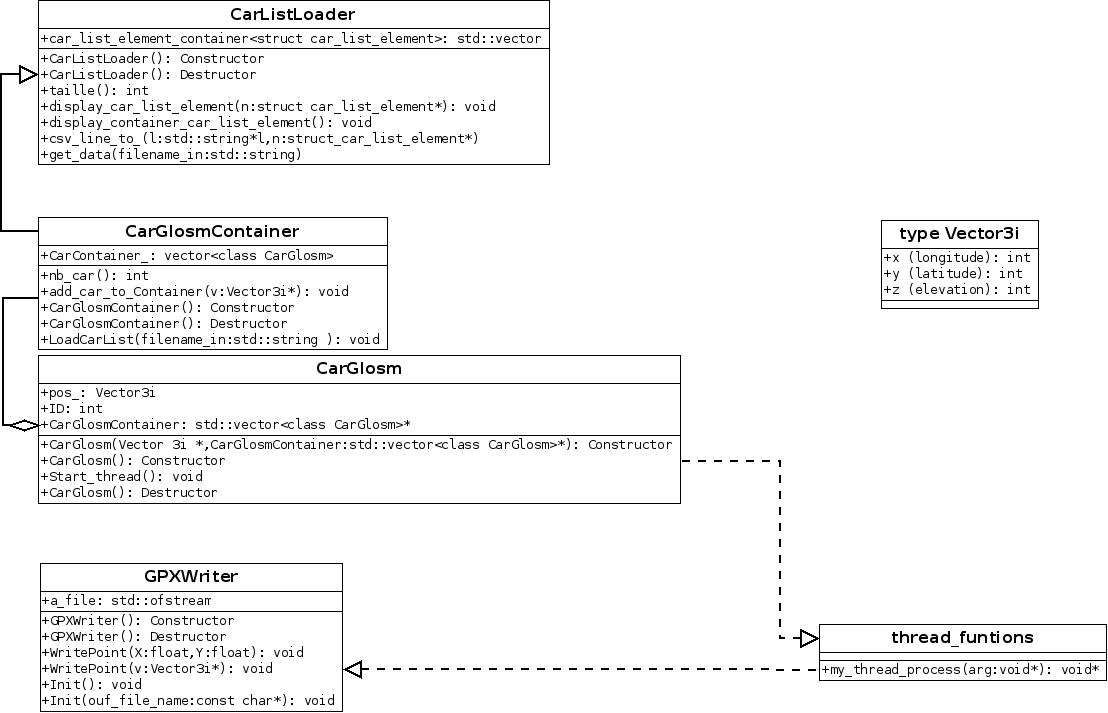 CarListLoader
+car_list_element_container<struct car_list_element>: std::vector
+CarListLoader(): Constructor
+CarListLoader(): Destructor
+taille(): int
+display_car_list_element(n:struct car_list_element*): void
+display_container_car_list_element(): void
+csv_line_to_(l:std::string*l,n:struct_car_list_element*)
+get_data(filename_in:std::string)
CarGlosmContainer
+CarContainer_: vector<class CarGlosm>
+nb_car(): int
+add_car_to_Container(v:Vector3i*): void
+CarGlosmContainer(): Constructor
+CarGlosmContainer(): Destructor
+LoadCarList(filename_in:std::string ): void
type Vector3i
+x (longitude): int
+y (latitude): int
+z (elevation): int
CarGlosm
+pos_: Vector3i
+ID: int
+CarGlosmContainer: std::vector<class CarGlosm>*
+CarGlosm(Vector 3i *,CarGlosmContainer:std::vector<class CarGlosm>*): Constructor
+CarGlosm(): Constructor
+Start_thread(): void
+CarGlosm(): Destructor
GPXWriter
+a_file: std::ofstream
+GPXWriter(): Constructor
+GPXWriter(): Destructor
+WritePoint(X:float,Y:float): void
+WritePoint(v:Vector3i*): void
+Init(): void
+Init(ouf_file_name:const char*): void
thread_funtions
+my_thread_process(arg:void*): void*